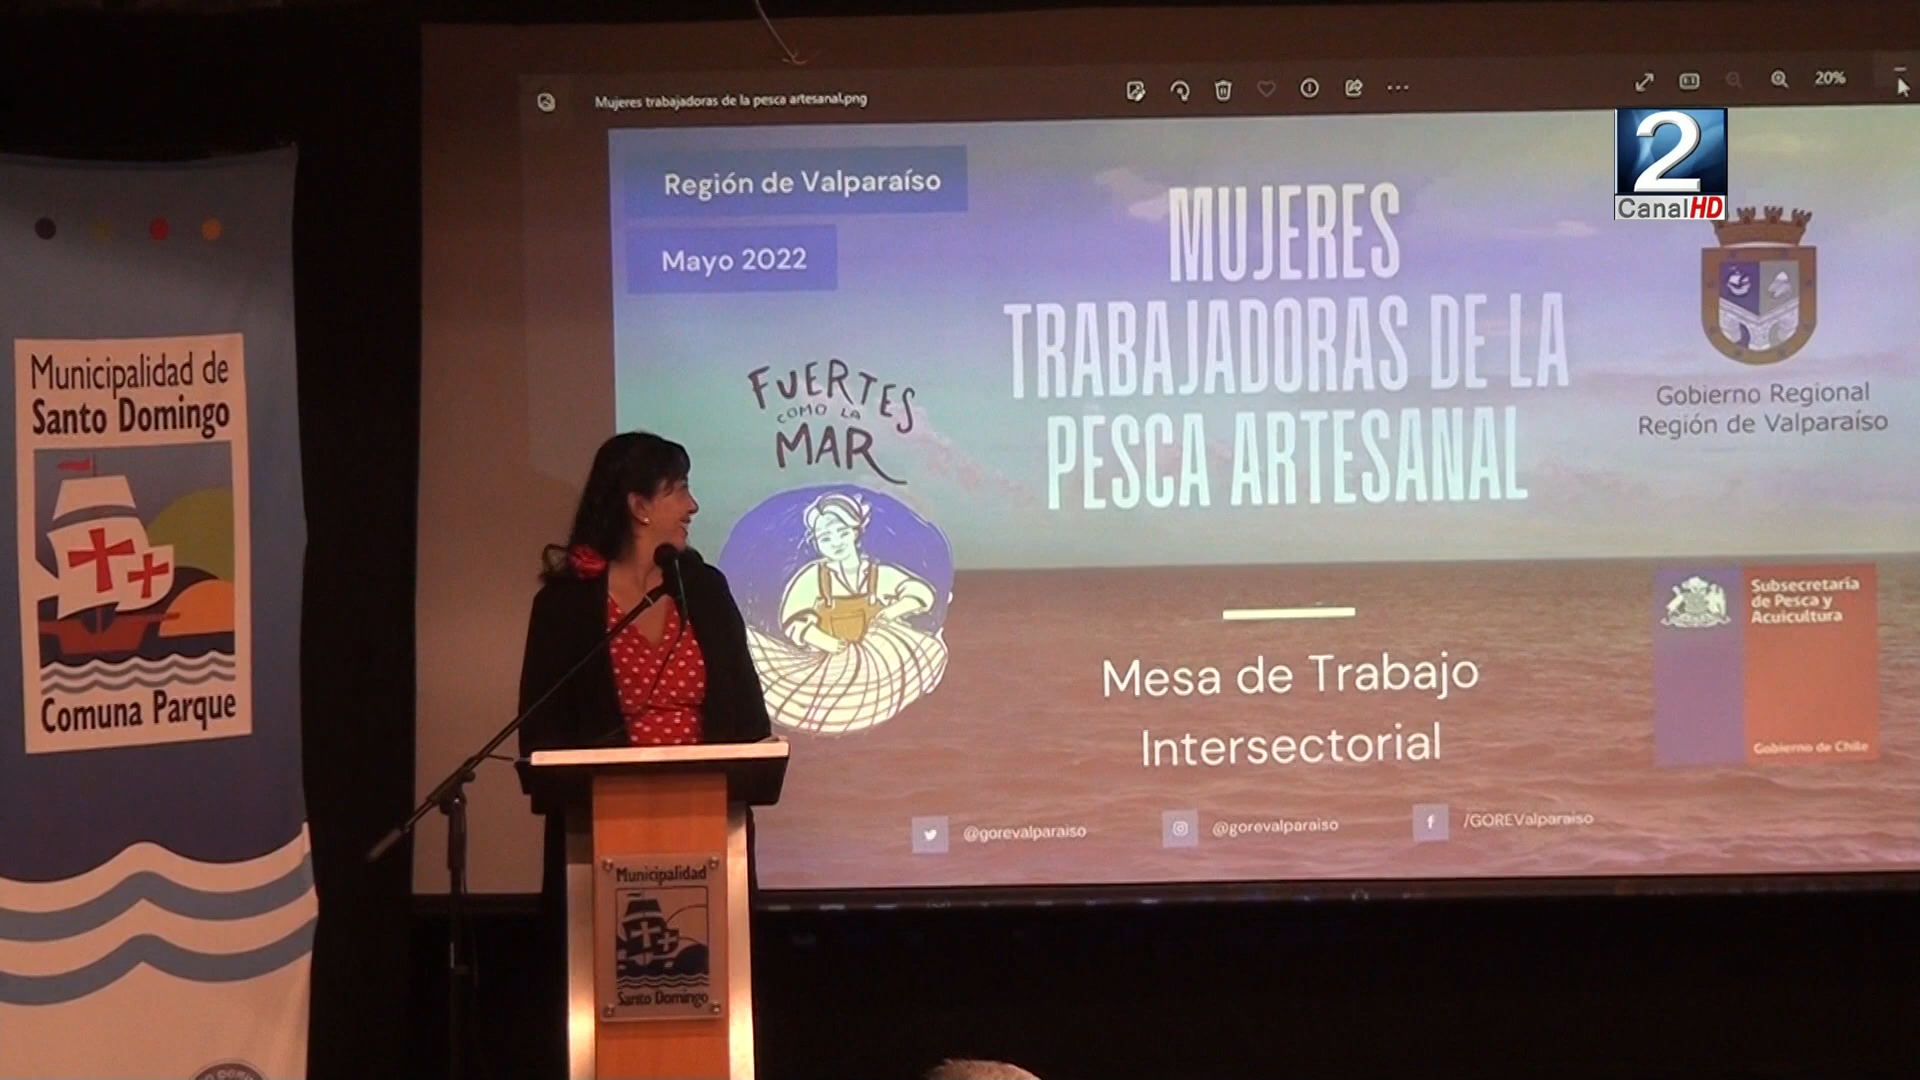 Mujeres trabajadoras de la pesca artesanal.png
20%
2
CanalHD
Región de Valparaíso
Mayo 2022
MUJERES
TRABAJADORAS DE LA
PESCA ARTESANAL
FUERTES
COMO LA
MAR
Gobierno Regional
Región de Valparaíso
Subsecretaría
de Pesca y
Acuicultura
Gobierno de Chile
Mesa de Trabajo
Intersectorial
@gorevalparaiso
@gorevalparaiso
/GOREValparaiso
Municipalidad de
Santo Domingo
Comuna Parque
Municipalidad
Santo Domingo